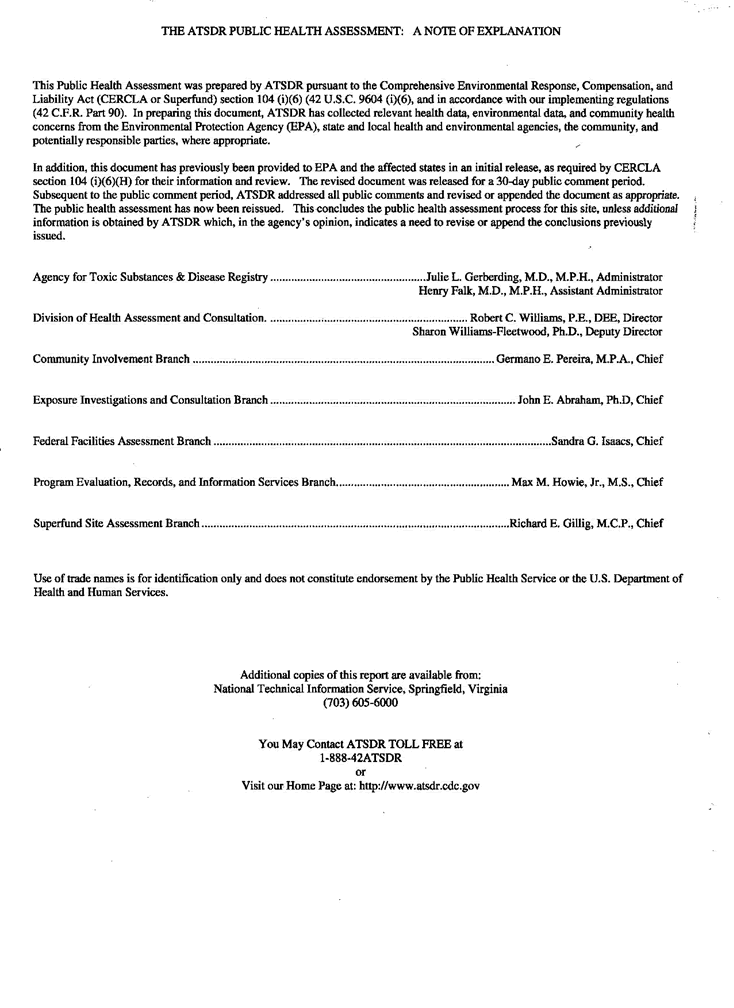 THE ATSDR PUBLIC HEALTH ASSESSMENT: A NOTE OF EXPLANATION
This Public Health Assessment was prepared by ATSDR pursuant to the Comprehensive Environmental Response, Compensation, and
Liability Act (CERCLA or Superfund) section 104 (i)(6) (42 U.S.C. 9604 (i)(6), and in accordance with our implementing regulations
(42 C.F.R. Part 90). In preparing this document, ATSDR has collected relevant health data, environmental data, and community health
concerns from the Environmental Protection Agency (EPA), state and local health and environmental agencies, the community, and
potentially responsible parties, where appropriate.
In addition, this document has previously been provided to EPA and the affected states in an initial release, as required by CERCLA
section 104 (i)(6)(H) for their information and review. The revised document was released for a 30-day public comment period.
Subsequent to the public comment period, ATSDR addressed all public comments and revised or appended the document as appropriate.
The public health assessment has now been reissued. This concludes the public health assessment process for this site, unless additional
information is obtained by ATSDR which, in the agency's opinion, indicates a need to revise or append the conclusions previously
issued.
Agency for Toxic Substances & Disease Registry ....................................................Julie L. Gerberding, M.D., M.P.H., Administrator
Henry Falk, M.D., M.P.H., Assistant Administrator
Division of Health Assessment and Consultation. .................................................................. Robert C. Williams, P.E., DEE, Director
Sharon Williams-Fleetwood, Ph.D., Deputy Director
Community Involvement Branch ..................................................................................................... Germano E. Pereira, M.P.A., Chief
Exposure Investigations and Consultation Branch .................................................................................. John E. Abraham, Ph.D, Chief
Federal Facilities Assessment Branch .................................................................................................................Sandra G. Isaacs, Chief
Program Evaluation, Records, and Information Services Branch.......................................................... Max M. Howie, Jr., M.S., Chief
Superfund Site Assessment Branch .......................................................................................................Richard E. Gillig, M.C.P., Chief
Use of trade names is for identification only and does not constitute endorsement by the Public Health Service or the U.S. Department of
Health and Human Services.
Additional copies of this report are available from:
National Technical Information Service, Springfield, Virginia
(703) 605-6000
You May Contact ATSDR TOLL FREE at
1-888-42ATSDR
or
Visit our Home Page at: http://www.atsdr.cdc.gov